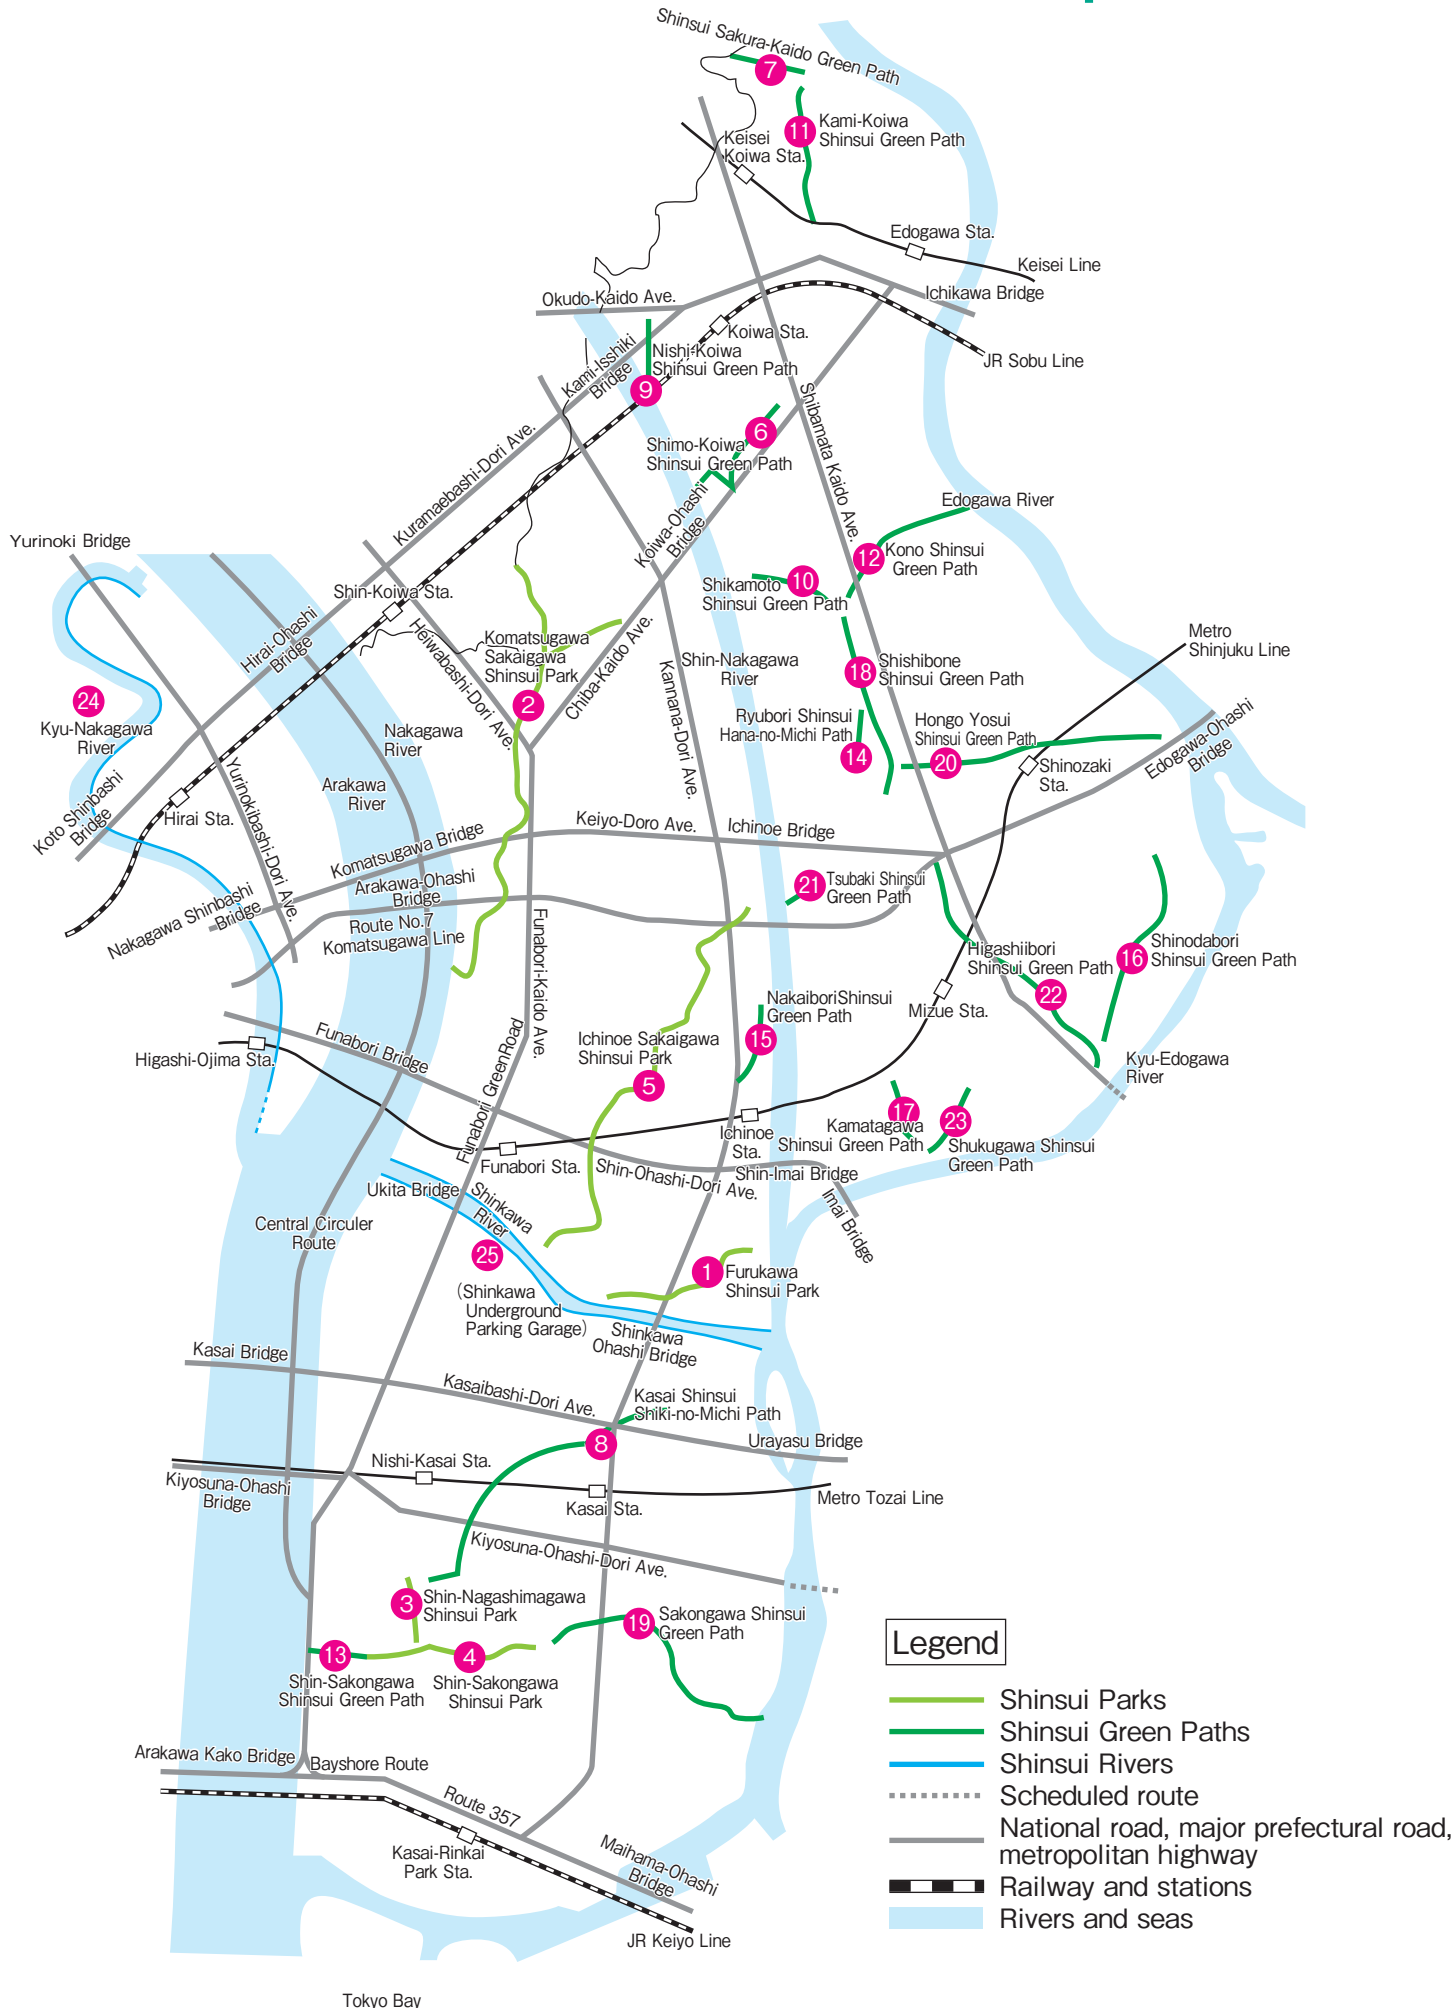 Shinsui Sakura-Kaido Green Path
7
11
Kami-Koiwa
Shinsui Green Path
Keisei
Koiwa Sta.
Edogawa Sta.
Keisei Line
Okudo-Kaido Ave.
Ichikawa Bridge
Koiwa Sta.
JR Sobu Line
Kami-Isshiki
Bridge
Nishi-Koiwa
Shinsui Green Path
9
Shibamata Kaido Ave.
6
Shimo-Koiwa
Shinsui Green Path
Kuramaebashi-Dori Ave.
Koiwa-Ohashi
Bridge
Edogawa River
12
Kono Shinsui
Green Path
Yurinoki Bridge
Shin-Koiwa Sta.
10
Shikamoto
Shinsui Green Path
Hirai-Ohashi
Bridge
Heiwabashi-Dori Ave.
Komatsugawa
Sakaigawa
Shinsui Park
2
Chiba-Kaido Ave.
Kannana-Dori Ave.
Shin-Nakagawa
River
18
Shishibone
Shinsui Green Path
Metro
Shinjuku Line
24
Kyu-Nakagawa
River
Nakagawa
River
Ryubori Shinsui
Hana-no-Michi Path
14
Hongo Yosui
Shinsui Green Path
20
Shinozaki
Sta.
Edogawa-Ohashi
Bridge
Koto Shinbashi
Bridge
Hirai Sta.
Yurinokibashi-Dori Ave.
Arakawa
River
Komatsugawa Bridge
Keiyo-Doro Ave.
Ichinoe Bridge
Arakawa-Ohashi
Bridge
21
Tsubaki Shinsui
Green Path
Nakagawa Shinbashi
Bridge
Route No.7
Komatsugawa Line
Funabori-Kaido Ave.
Higashiibori
Shinsui Green Path
22
16
Shinodabori
Shinsui Green Path
Mizue Sta.
NakaiboriShinsui
Green Path
15
Ichinoe Sakaigawa
Shinsui Park
5
Higashi-Ojima Sta.
Funabori Bridge
Funabori GreenRoad
Kyu-Edogawa
River
17
Kamatagawa
Shinsui Green Path
23
Shukugawa Shinsui
Green Path
Ichinoe
Sta.
Funabori Sta.
Shin-Ohashi-Dori Ave.
Shin-Imai Bridge
Imai Bridge
Ukita Bridge
Shinkawa
River
25
(Shinkawa
Underground
Parking Garage)
Central Circuler
Route
1
Furukawa
Shinsui Park
Shinkawa
Ohashi Bridge
Kasai Bridge
Kasaibashi-Dori Ave.
Kasai Shinsui
Shiki-no-Michi Path
8
Urayasu Bridge
Nishi-Kasai Sta.
Kiyosuna-Ohashi
Bridge
Kasai Sta.
Metro Tozai Line
Kiyosuna-Ohashi-Dori Ave.
3
Shin-Nagashimagawa
Shinsui Park
19
Sakongawa Shinsui
Green Path
13
Shin-Sakongawa
Shinsui Green Path
4
Shin-Sakongawa
Shinsui Park
Arakawa Kako Bridge
Bayshore Route
Route 357
Kasai-Rinkai
Park Sta.
Maihama-Ohashi
Bridge
JR Keiyo Line
Tokyo Bay
Legend
Shinsui Parks
Shinsui Green Paths
Shinsui Rivers
Scheduled route
National road, major prefectural road,
metropolitan highway
Railway and stations
Rivers and seas